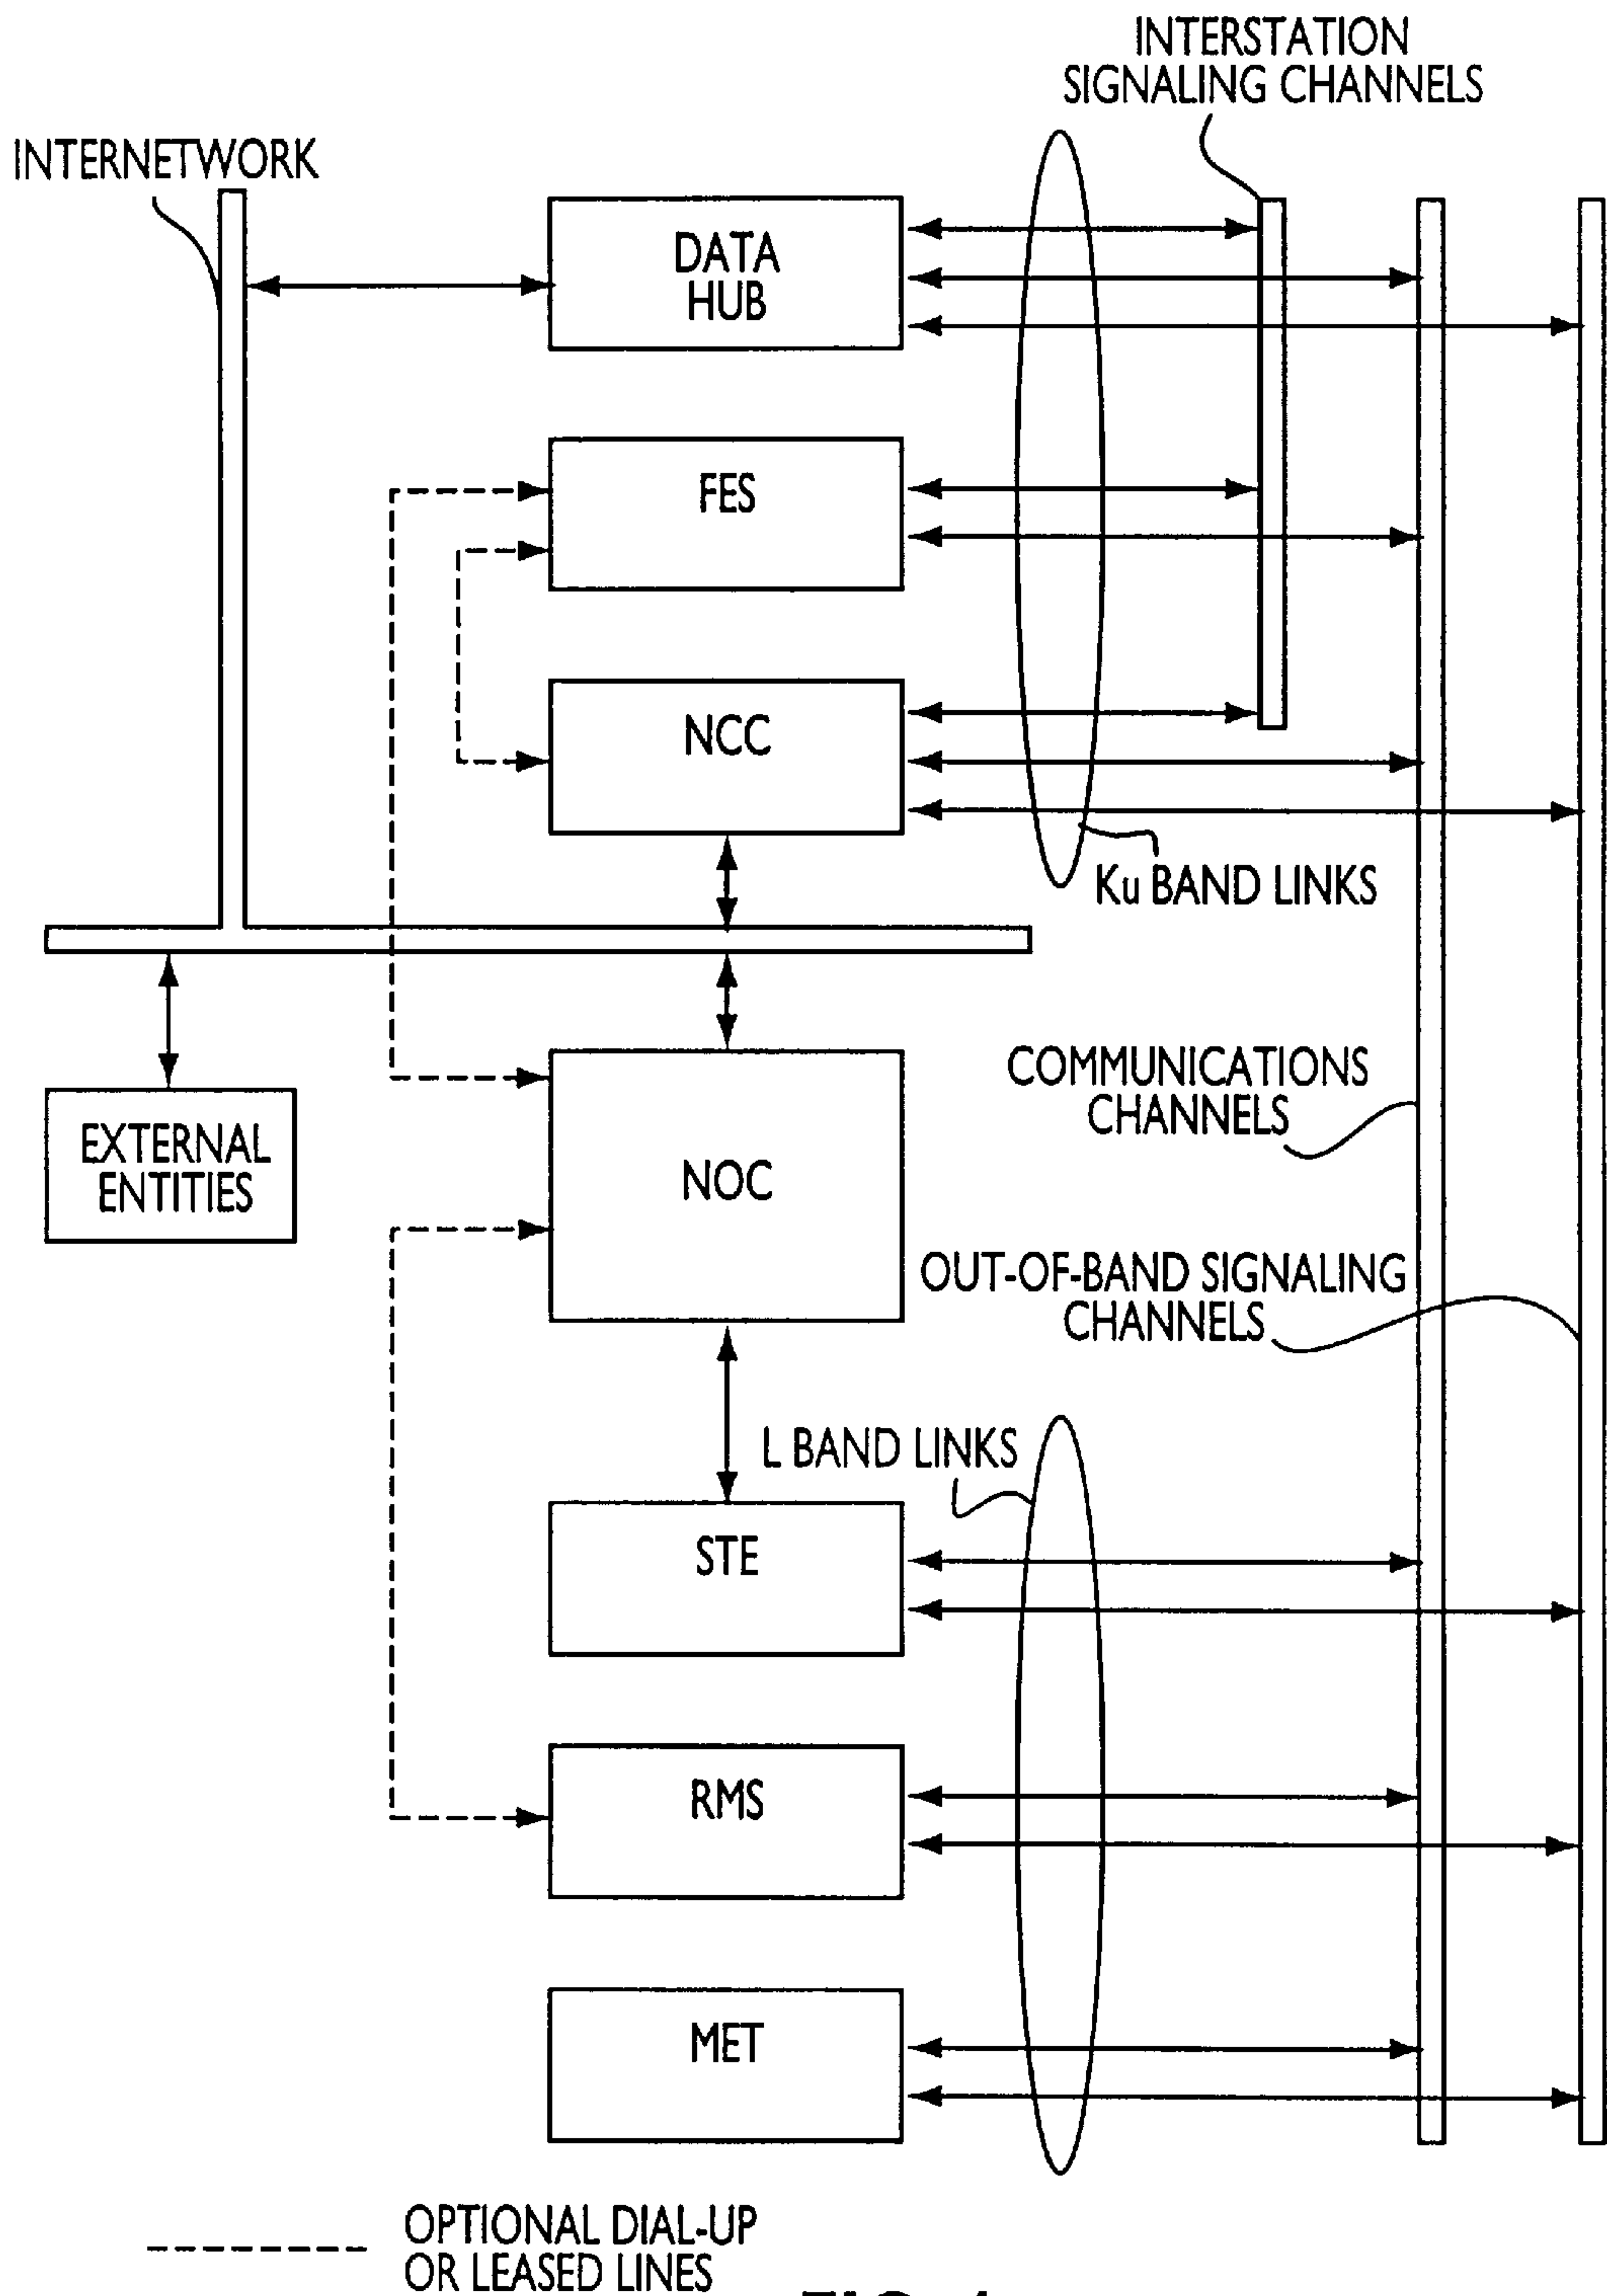 INTERSTATION
SIGNALING CHANNELS
INTERNETWORK
DATA
HUB
FES
NCC
Ku BAND LINKS
COMMUNICATIONS
CHANNELS
EXTERNAL
ENTITIES
NOC
OUT-OF-BAND SIGNALING
CHANNELS
L BAND LINKS
STE
RMS
MET
OPTIONAL DIAL-UP
OR LEASED LINES